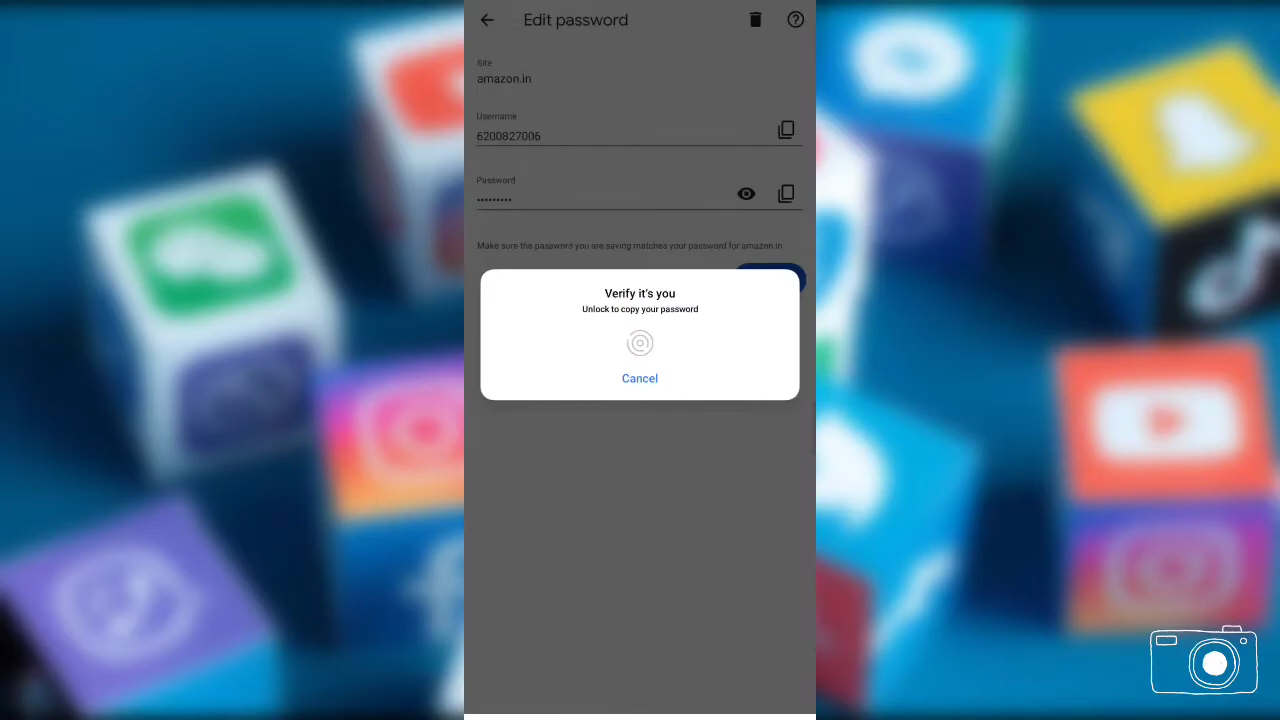 Edit password
Site
amazon.in
Username
6200827006
Password
•••••••••
Make sure the password you are saving matches your password for amazon.in
Verify it's you
Unlock to copy your password
Cancel